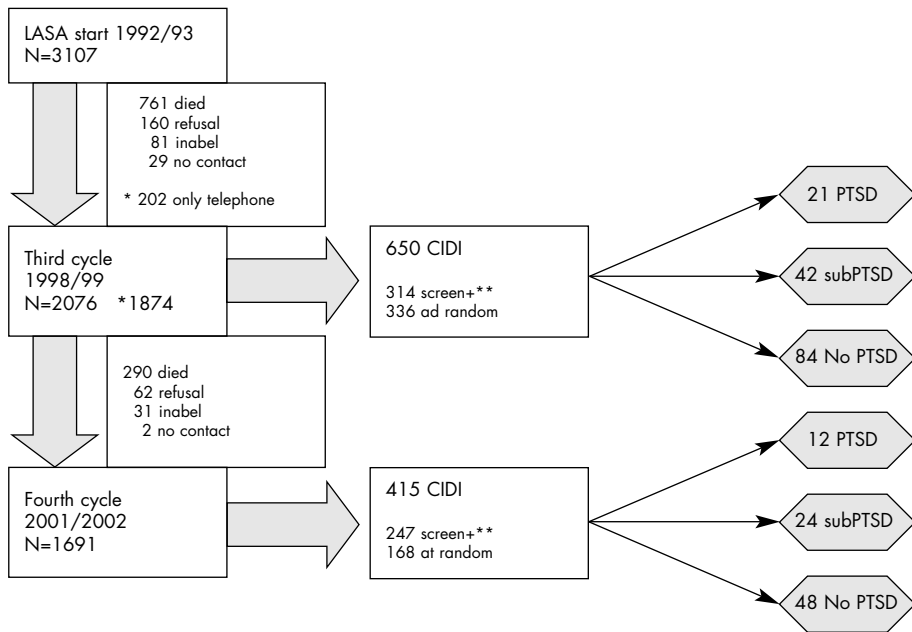 LASA start 1992/93
N=3107
761 died
160 refusal
81 inabel
29 no contact
* 202 only telephone
Third cycle
1998/99
N=2076 *1874
650 CIDI
314 screen+**
336 ad random
21 PTSD
42 subPTSD
84 No PTSD
290 died
62 refusal
31 inabel
2 no contact
Fourth cycle
2001/2002
N=1691
415 CIDI
247 screen+**
168 at random
12 PTSD
24 subPTSD
48 No PTSD